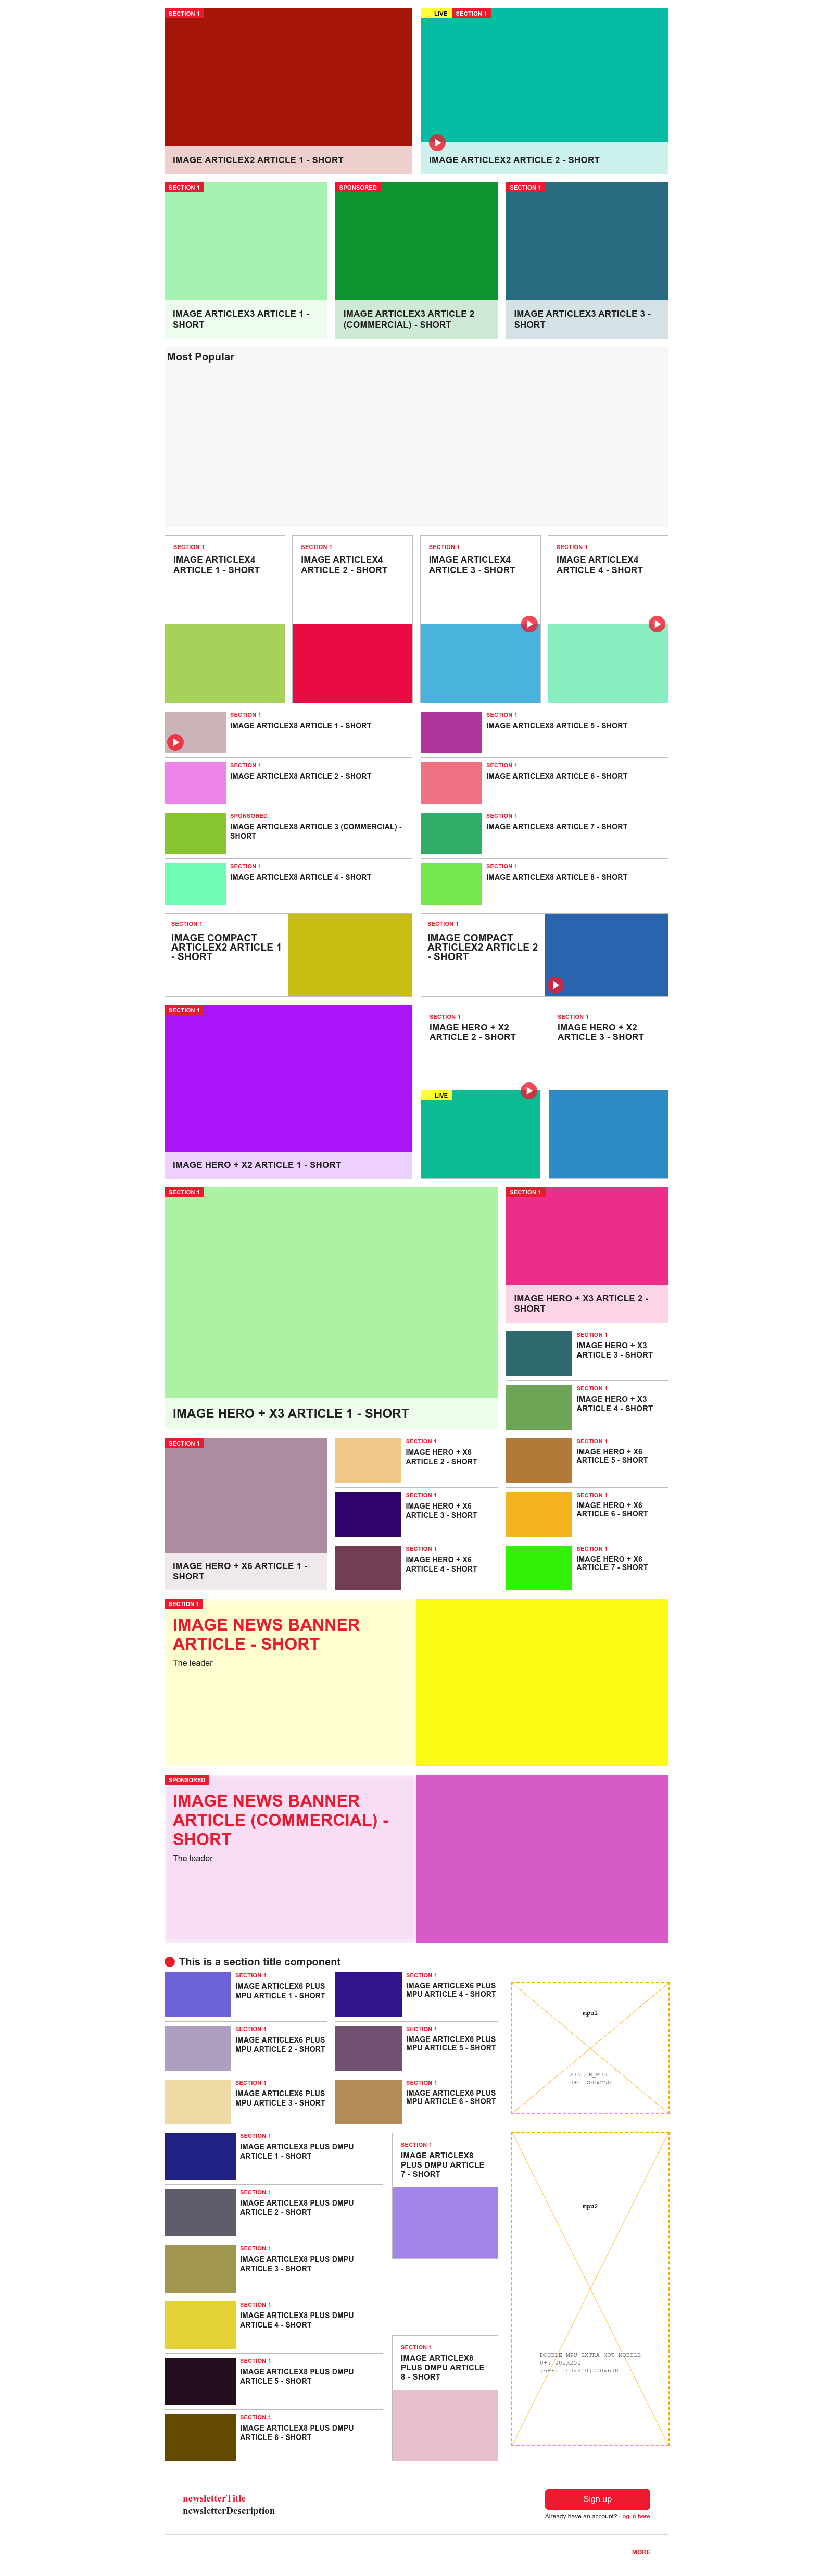 SECTION 1
IMAGE ARTICLEX2 ARTICLE 1 - SHORT
LIVE
SECTION 1
IMAGE ARTICLEX2 ARTICLE 2 - SHORT
SECTION 1
IMAGE ARTICLEX3 ARTICLE 1 -
SHORT
SPONSORED
IMAGE ARTICLEX3 ARTICLE 2
(COMMERCIAL) - SHORT
SECTION 1
IMAGE ARTICLEX3 ARTICLE 3 -
SHORT
Most Popular
SECTION 1
IMAGE ARTICLEX4
ARTICLE 1 - SHORT
SECTION 1
IMAGE ARTICLEX4
ARTICLE 2 - SHORT
SECTION 1
IMAGE ARTICLEX4
ARTICLE 3 - SHORT
SECTION 1
IMAGE ARTICLEX4
ARTICLE 4 - SHORT
SECTION 1
IMAGE ARTICLEX8 ARTICLE 1 - SHORT
SECTION 1
IMAGE ARTICLEX8 ARTICLE 2 - SHORT
SPONSORED
IMAGE ARTICLEX8 ARTICLE 3 (COMMERCIAL) -
SHORT
SECTION 1
IMAGE ARTICLEX8 ARTICLE 4 - SHORT
SECTION 1
IMAGE ARTICLEX8 ARTICLE 5 - SHORT
SECTION 1
IMAGE ARTICLEX8 ARTICLE 6 - SHORT
SECTION 1
IMAGE ARTICLEX8 ARTICLE 7 - SHORT
SECTION 1
IMAGE ARTICLEX8 ARTICLE 8 - SHORT
SECTION 1
IMAGE COMPACT
ARTICLEX2 ARTICLE 1
- SHORT
SECTION 1
IMAGE COMPACT
ARTICLEX2 ARTICLE 2
- SHORT
SECTION 1
IMAGE HERO + X2 ARTICLE 1 - SHORT
SECTION 1
IMAGE HERO + X2
ARTICLE 2 - SHORT
LIVE
SECTION 1
IMAGE HERO + X2
ARTICLE 3 - SHORT
SECTION 1
IMAGE HERO + X3 ARTICLE 1 - SHORT
SECTION 1
IMAGE HERO + X3 ARTICLE 2 -
SHORT
SECTION 1
IMAGE HERO + X3
ARTICLE 3 - SHORT
SECTION 1
IMAGE HERO + X3
ARTICLE 4 - SHORT
SECTION 1
IMAGE HERO + X6 ARTICLE 1 -
SHORT
SECTION 1
IMAGE HERO + X6
ARTICLE 2 - SHORT
SECTION 1
IMAGE HERO + X6
ARTICLE 3 - SHORT
SECTION 1
IMAGE HERO + X6
ARTICLE 4 - SHORT
SECTION 1
IMAGE HERO + X6
ARTICLE 5 - SHORT
SECTION 1
IMAGE HERO + X6
ARTICLE 6 - SHORT
SECTION 1
IMAGE HERO + X6
ARTICLE 7 - SHORT
SECTION 1
IMAGE NEWS BANNER
ARTICLE - SHORT
The leader
SPONSORED
IMAGE NEWS BANNER
ARTICLE (COMMERCIAL) -
SHORT
The leader
This is a section title component
SECTION 1
IMAGE ARTICLEX6 PLUS
MPU ARTICLE 1 - SHORT
SECTION 1
IMAGE ARTICLEX6 PLUS
MPU ARTICLE 2 - SHORT
SECTION 1
IMAGE ARTICLEX6 PLUS
MPU ARTICLE 3 - SHORT
SECTION 1
IMAGE ARTICLEX6 PLUS
MPU ARTICLE 4 - SHORT
SECTION 1
IMAGE ARTICLEX6 PLUS
MPU ARTICLE 5 - SHORT
SECTION 1
IMAGE ARTICLEX6 PLUS
MPU ARTICLE 6 - SHORT
mpu1
SINGLE_MPU
0+: 300x250
SECTION 1
IMAGE ARTICLEX8 PLUS DMPU
ARTICLE 1 - SHORT
SECTION 1
IMAGE ARTICLEX8 PLUS DMPU
ARTICLE 2 - SHORT
SECTION 1
IMAGE ARTICLEX8 PLUS DMPU
ARTICLE 3 - SHORT
SECTION 1
IMAGE ARTICLEX8 PLUS DMPU
ARTICLE 4 - SHORT
SECTION 1
IMAGE ARTICLEX8 PLUS DMPU
ARTICLE 5 - SHORT
SECTION 1
IMAGE ARTICLEX8 PLUS DMPU
ARTICLE 6 - SHORT
SECTION 1
IMAGE ARTICLEX8
PLUS DMPU ARTICLE
7 - SHORT
SECTION 1
IMAGE ARTICLEX8
PLUS DMPU ARTICLE
8 - SHORT
mpu2
DOUBLE_MPU_EXTRA_NOT_MOBILE
0+: 300x250
768+: 300x250|300x600
newsletterTitle
newsletterDescription
Sign up
Already have an account? Log in here
MORE